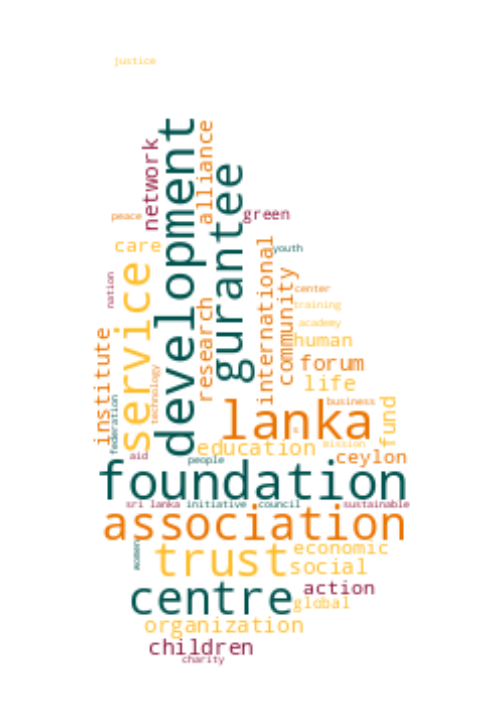 justice
development
network
alliance
gurantee
green
peace
care
youth
international
service
nation
community
center
research
training
academy
institute
human
forum
life
technology
federation
lanka
business
fund
s
education
mission
aid
people
ceylon
foundation
sri lanka
initiative
council
sustainable
association
women
trust
economic
social
centre
action
global
organization
children
charity